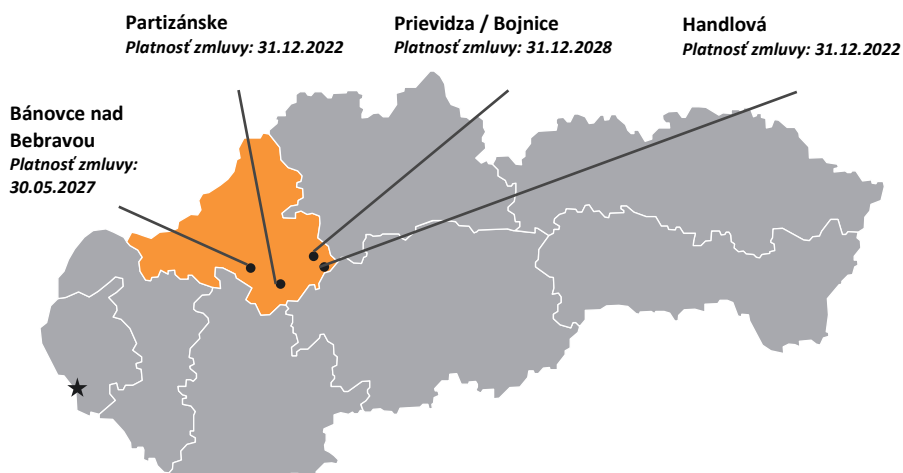 Partizánske
Platnosť zmluvy: 31.12.2022
Prievidza / Bojnice
Platnosť zmluvy: 31.12.2028
Handlová
Platnosť zmluvy: 31.12.2022
Bánovce nad
Bebravou
Platnosť zmluvy:
30.05.2027